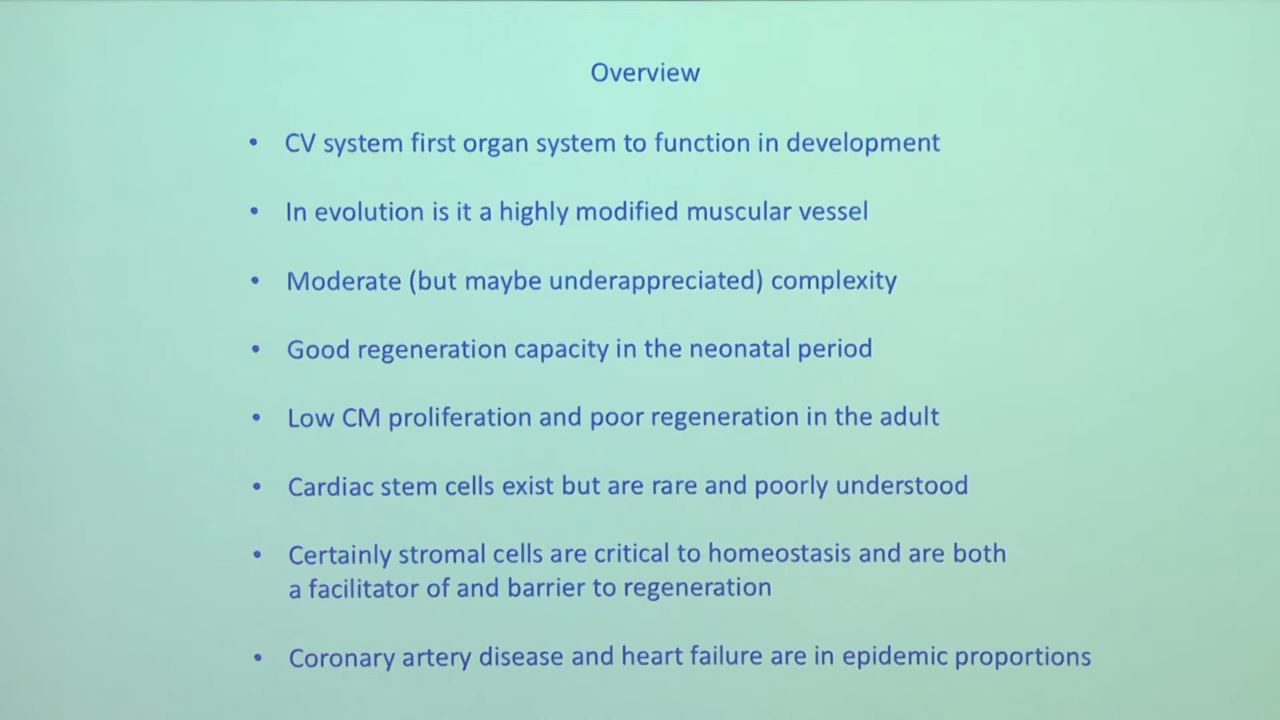 Overview
• CV system first organ system to function in development
• In evolution is it a highly modified muscular vessel
• Moderate (but maybe underappreciated) complexity
• Good regeneration capacity in the neonatal period
• Low CM proliferation and poor regeneration in the adult
• Cardiac stem cells exist but are rare and poorly understood
• Certainly stromal cells are critical to homeostasis and are both
a facilitator of and barrier to regeneration
• Coronary artery disease and heart failure are in epidemic proportions